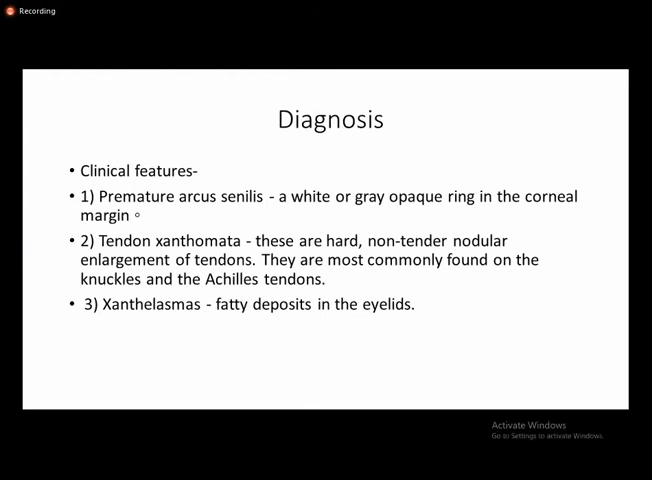 Recording
Diagnosis
• Clinical features-
• 1) Premature arcus senilis - a white or gray opaque ring in the corneal
margin ◦
• 2) Tendon xanthomata - these are hard, non-tender nodular
enlargement of tendons. They are most commonly found on the
knuckles and the Achilles tendons.
• 3) Xanthelasmas - fatty deposits in the eyelids.
Activate Windows
Go to Settings to activate Windows.